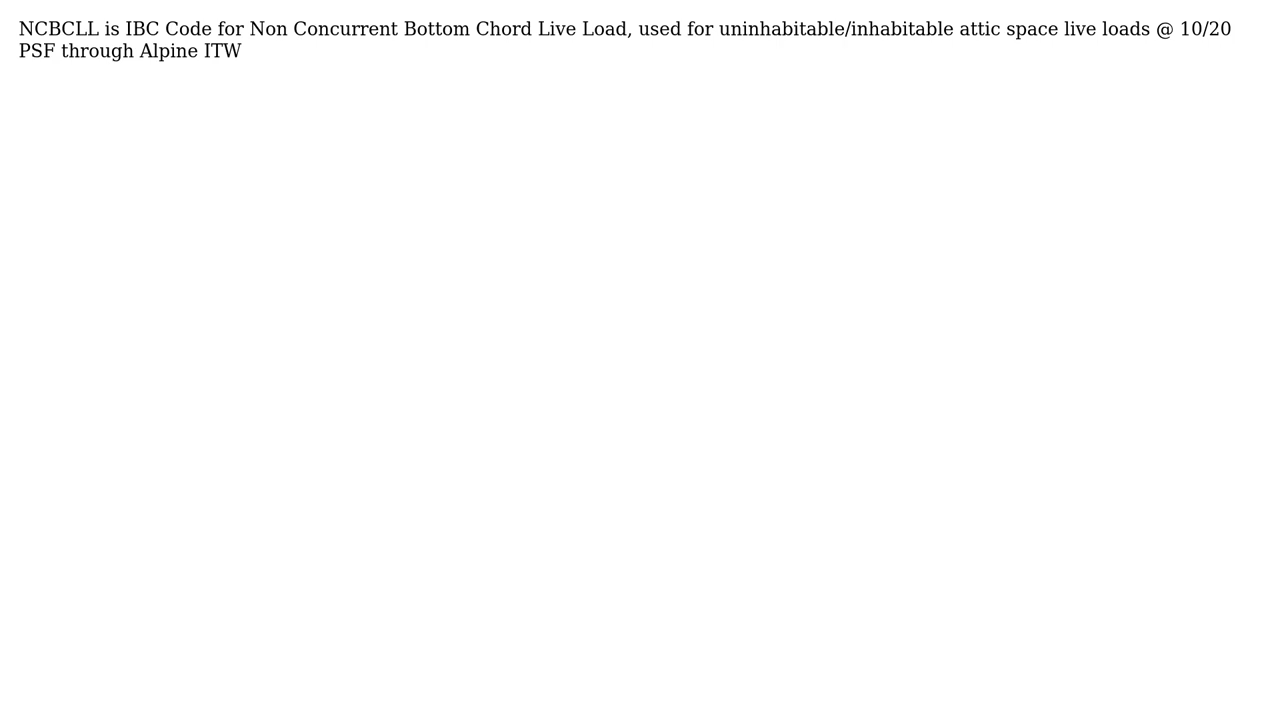 NCBCLL is IBC Code for Non Concurrent Bottom Chord Live Load, used for uninhabitable/inhabitable attic space live loads @ 10/20
PSF through Alpine ITW